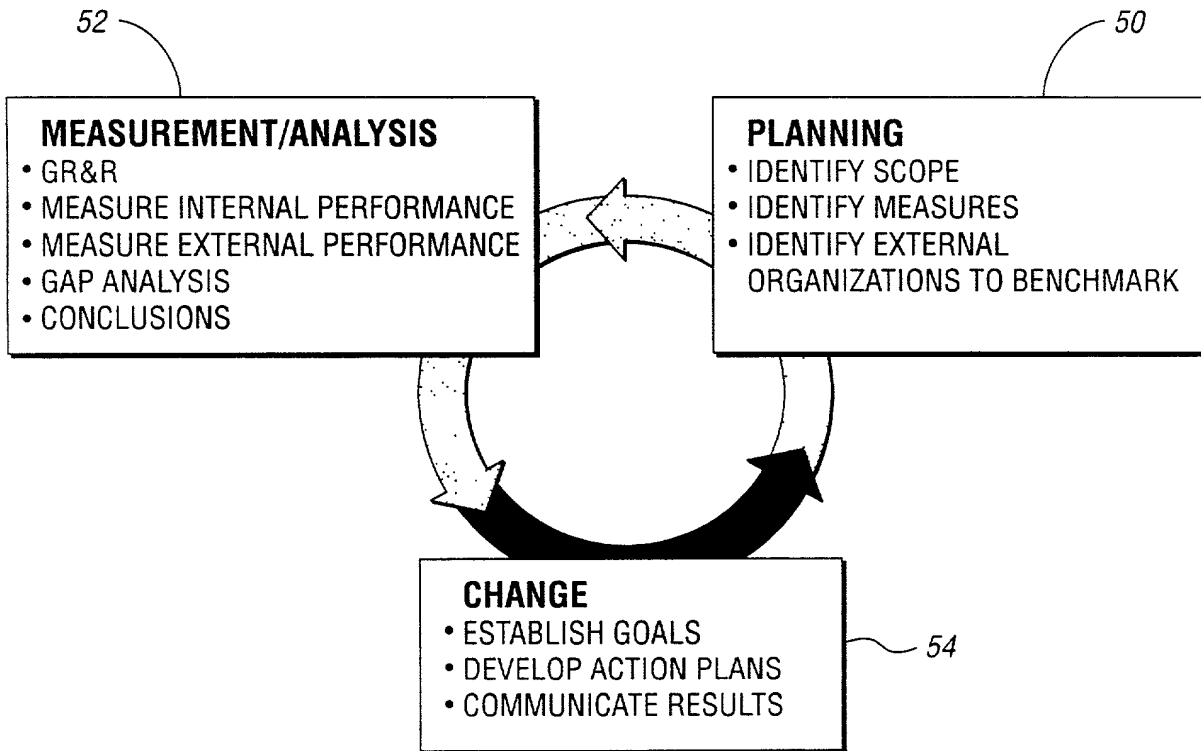 52
MEASUREMENT/ANALYSIS
• GR&R
• MEASURE INTERNAL PERFORMANCE
• MEASURE EXTERNAL PERFORMANCE
• GAP ANALYSIS
• CONCLUSIONS
50
PLANNING
• IDENTIFY SCOPE
• IDENTIFY MEASURES
• IDENTIFY EXTERNAL
ORGANIZATIONS TO BENCHMARK
CHANGE
• ESTABLISH GOALS
• DEVELOP ACTION PLANS
• COMMUNICATE RESULTS
54